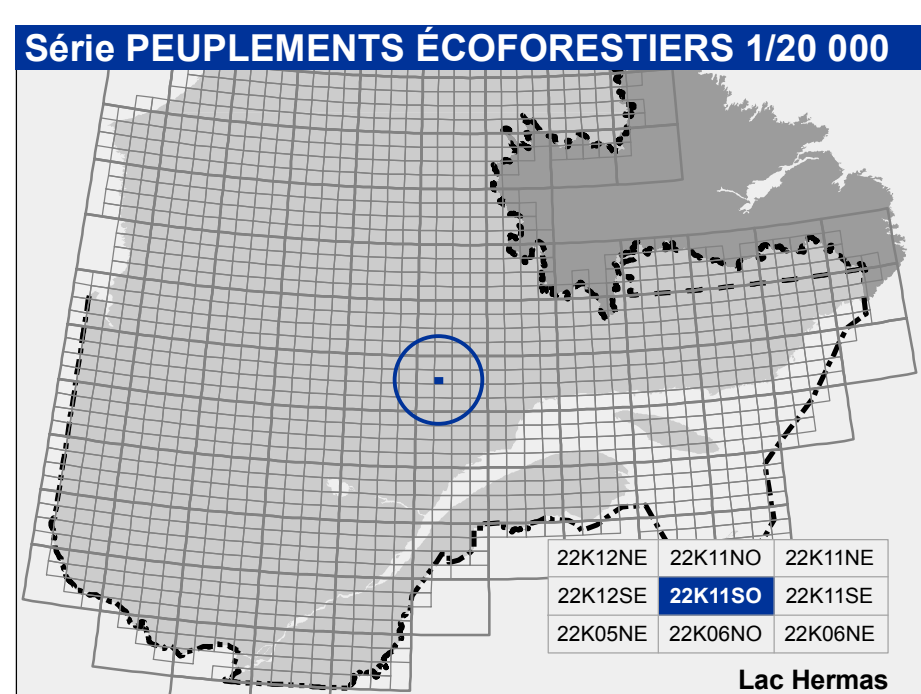 Série PEUPLEMENTS ÉCOFORESTIERS 1/20 000
22K12NE 22K11NO 22K11NE
22K12SE 22K11SO 22K11SE
22K05NE 22K06NO 22K06NE
Lac Hermas